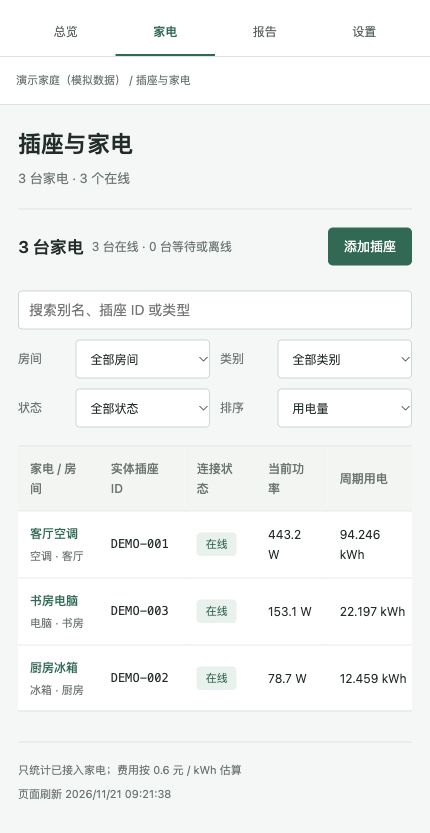 总览 家电 报告 设置
演示家庭（模拟数据） / 插座与家电
插座与家电
3 台家电 · 3 个在线
3 台家电 3 台在线 · 0 台等待或离线 添加插座
搜索别名、插座 ID 或类型
房间 全部房间 类别 全部类别
状态 全部状态 排序 用电量
家电 / 房间 实体插座 ID 连接状态 当前功率 周期用电
客厅空调 DEMO-001 在线 443.2 W 94.246 kWh
空调 · 客厅
书房电脑 DEMO-003 在线 153.1 W 22.197 kWh
电脑 · 书房
厨房冰箱 DEMO-002 在线 78.7 W 12.459 kWh
冰箱 · 厨房
只统计已接入家电；费用按 0.6 元 / kWh 估算
页面刷新 2026/11/21 09:21:38